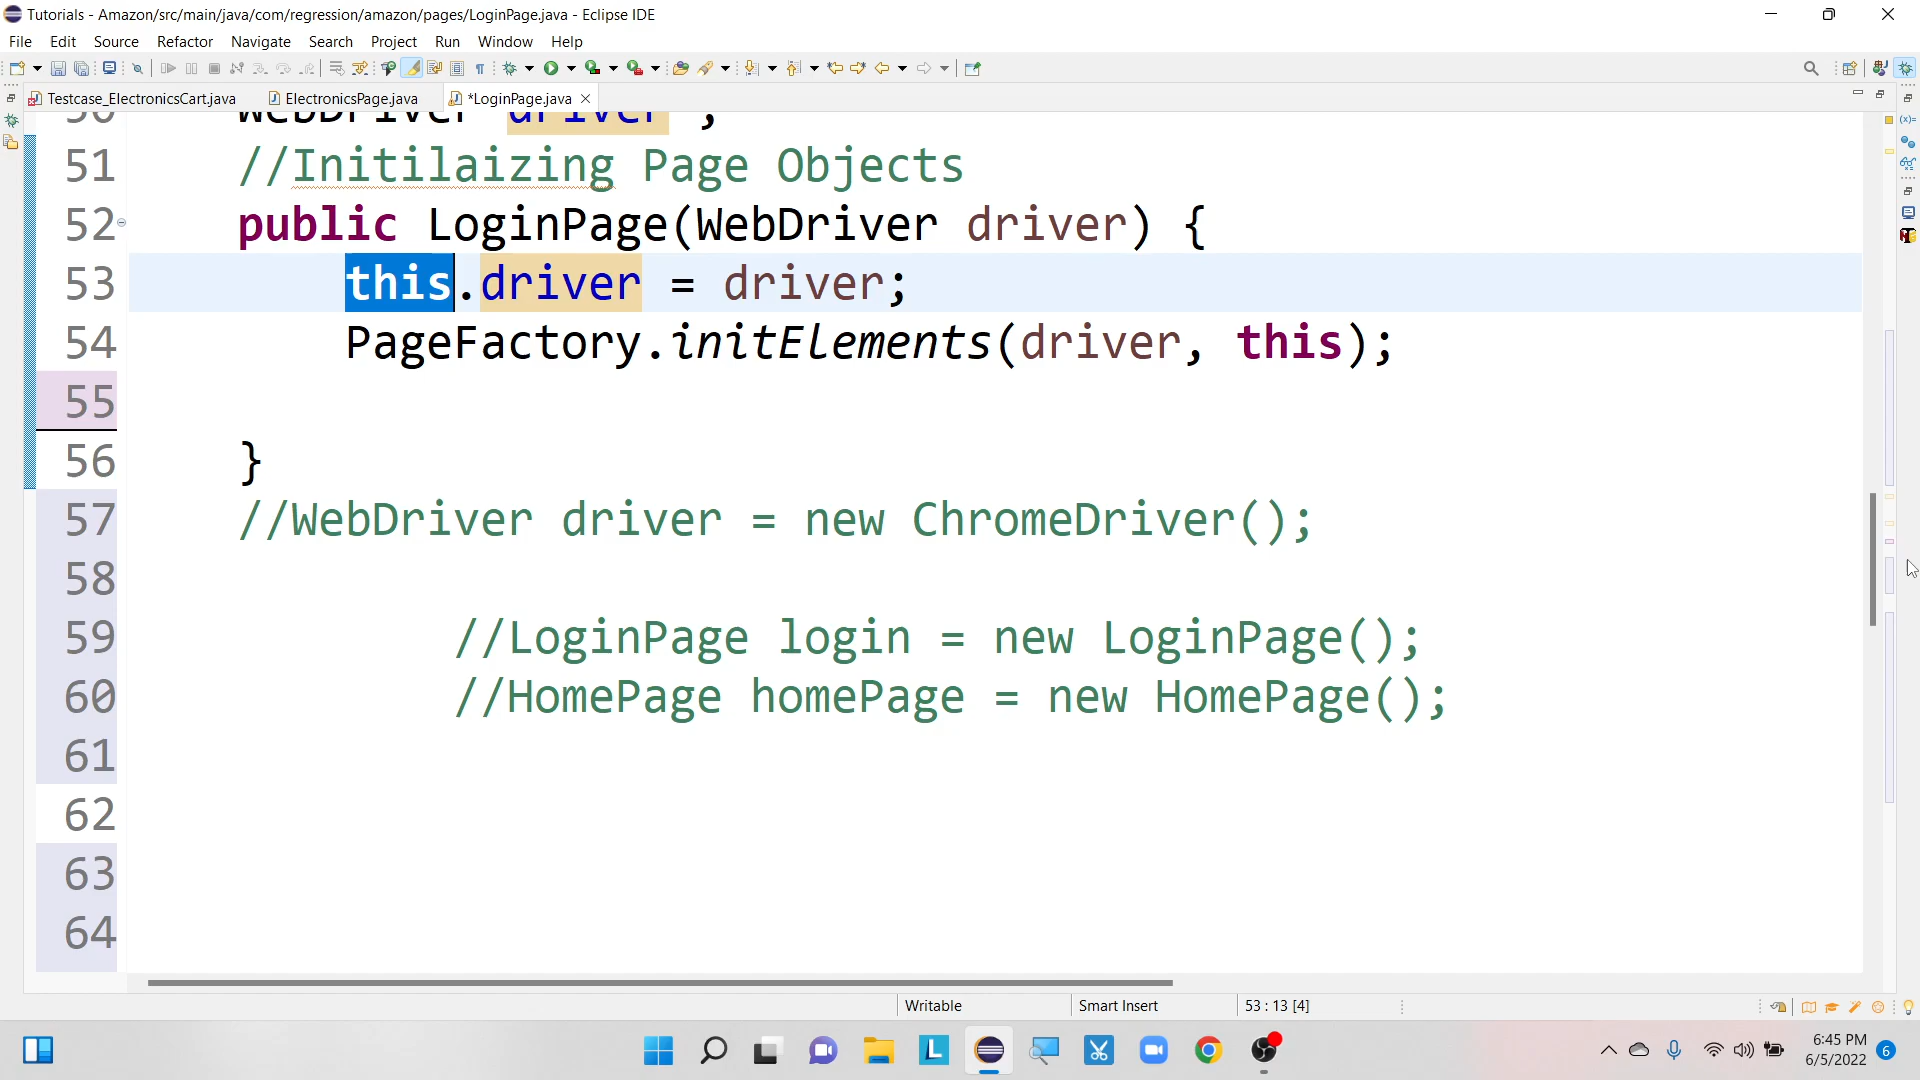 Tutorials - Amazon/src/main/java/com/regression/amazon/pages/LoginPage.java - Eclipse IDE
File Edit Source Refactor Navigate Search Project Run Window Help
Testcase_ElectronicsCart.java ElectronicsPage.java *LoginPage.java
50 WebDriver driver ;
51 //Initilaizing Page Objects
52 public LoginPage(WebDriver driver) {
53 this.driver = driver;
54 PageFactory.initElements(driver, this);
55
56 }
57 //WebDriver driver = new ChromeDriver();
58
59 //LoginPage login = new LoginPage();
60 //HomePage homePage = new HomePage();
61
62
63
64
Writable Smart Insert 53 : 13 [4]
6:45 PM
6/5/2022 6